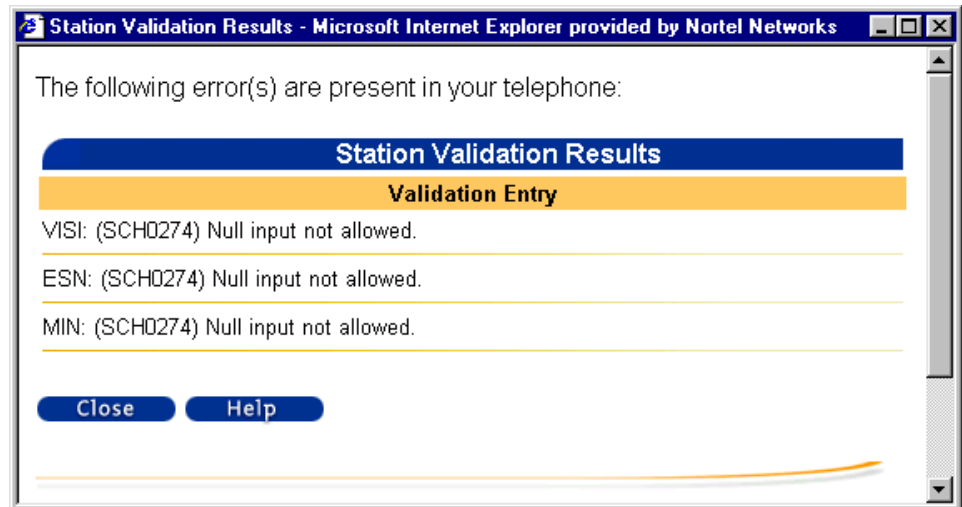 Station Validation Results - Microsoft Internet Explorer provided by Nortel Networks
The following error(s) are present in your telephone:
Station Validation Results
Validation Entry
VISI: (SCH0274) Null input not allowed.
ESN: (SCH0274) Null input not allowed.
MIN: (SCH0274) Null input not allowed.
Close Help